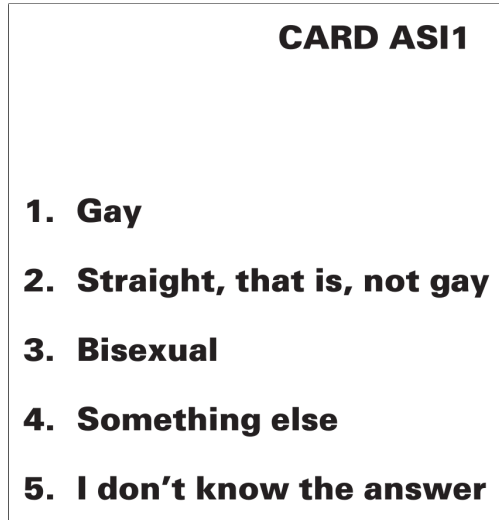 CARD ASI1
1. Gay
2. Straight, that is, not gay
3. Bisexual
4. Something else
5. I don’t know the answer